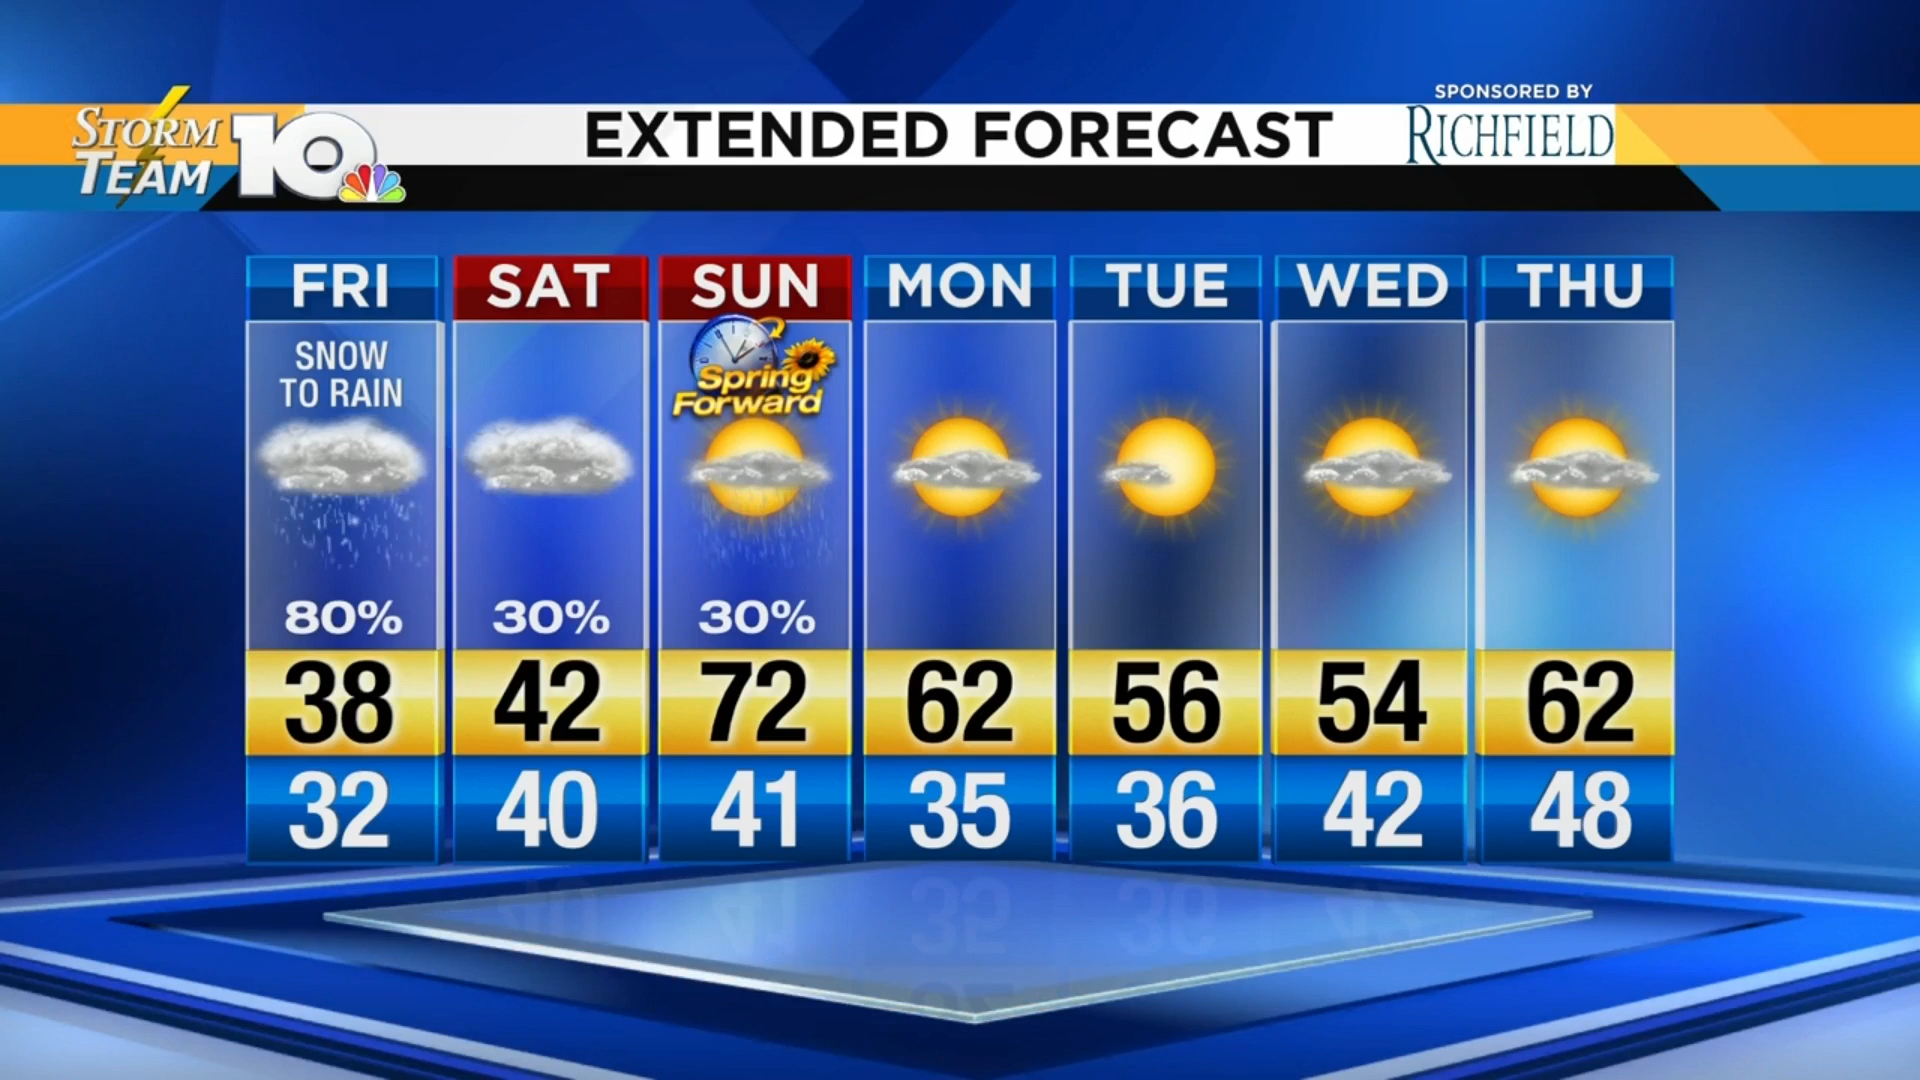 SPONSORED BY
STORM
TEAM
10
EXTENDED FORECAST
RICHFIELD
FRI SAT SUN MON TUE WED THU
SNOW
TO RAIN
Spring
Forward
80% 30% 30%
38 42 72 62 56 54 62
32 40 41 35 36 42 48